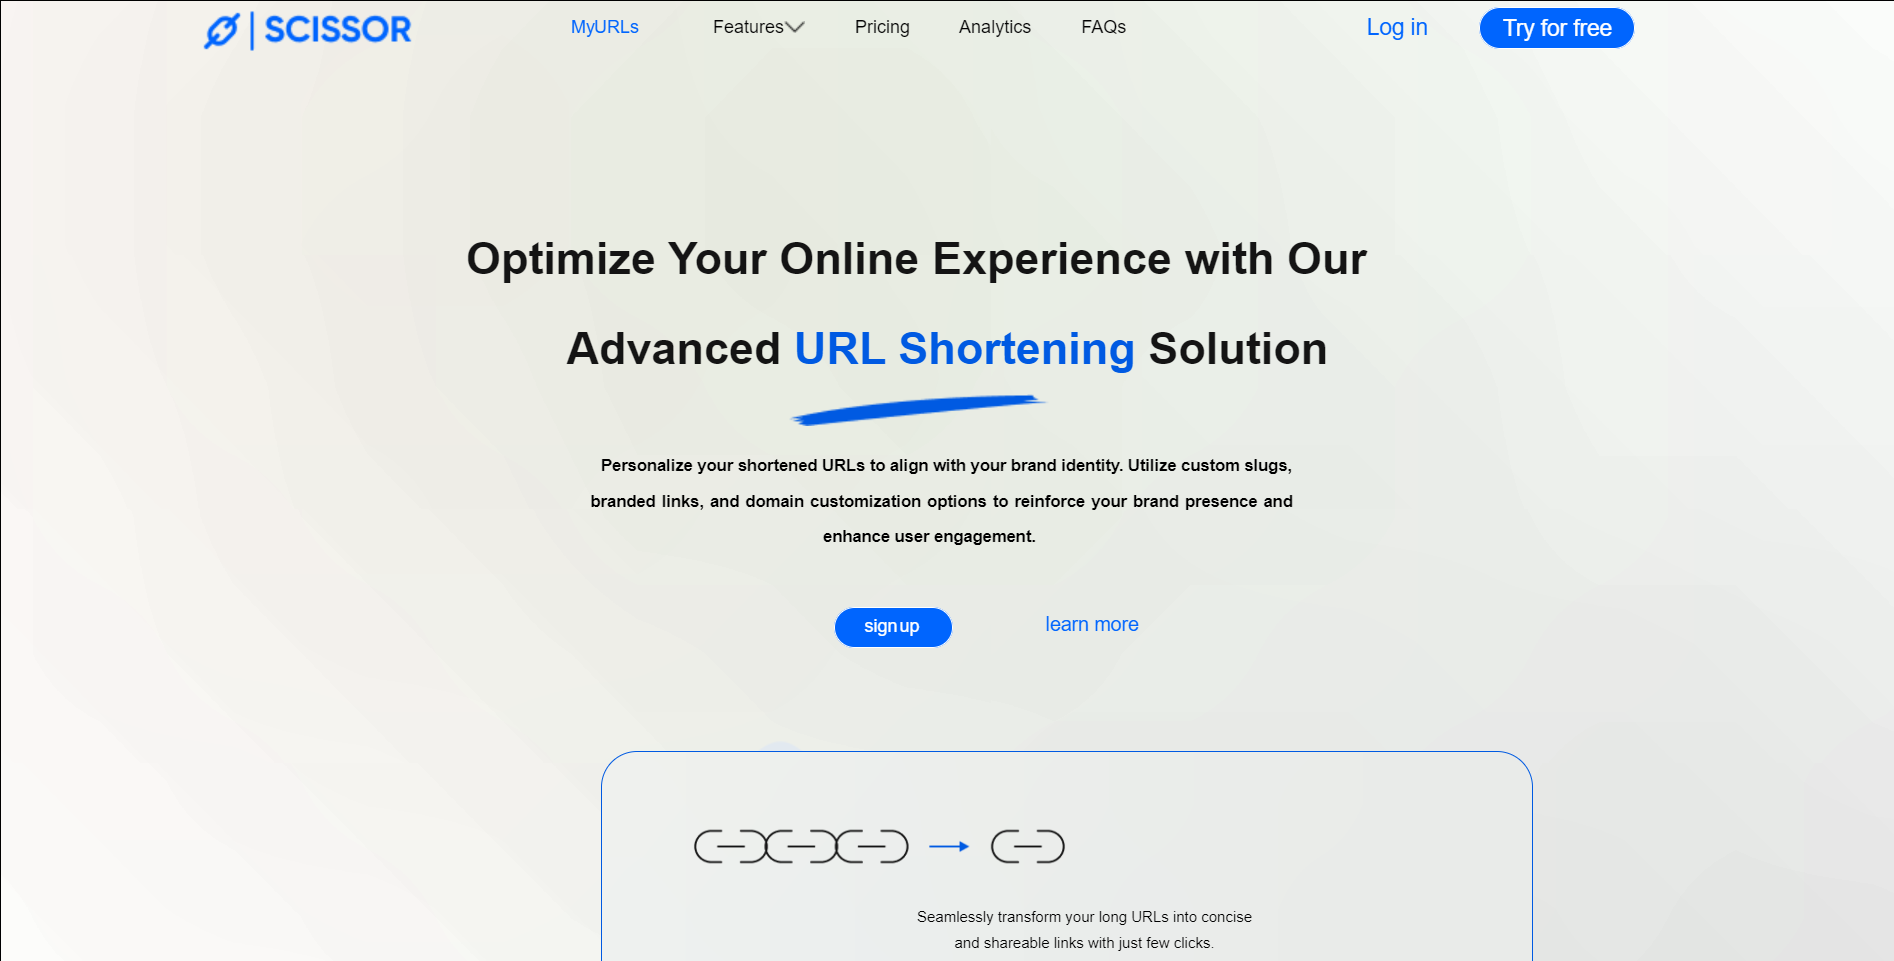 SCISSOR
MyURLs Features Pricing Analytics FAQs Log in Try for free
Optimize Your Online Experience with Our
Advanced URL Shortening Solution
Personalize your shortened URLs to align with your brand identity. Utilize custom slugs,
branded links, and domain customization options to reinforce your brand presence and
enhance user engagement.
sign up learn more
Seamlessly transform your long URLs into concise
and shareable links with just few clicks.